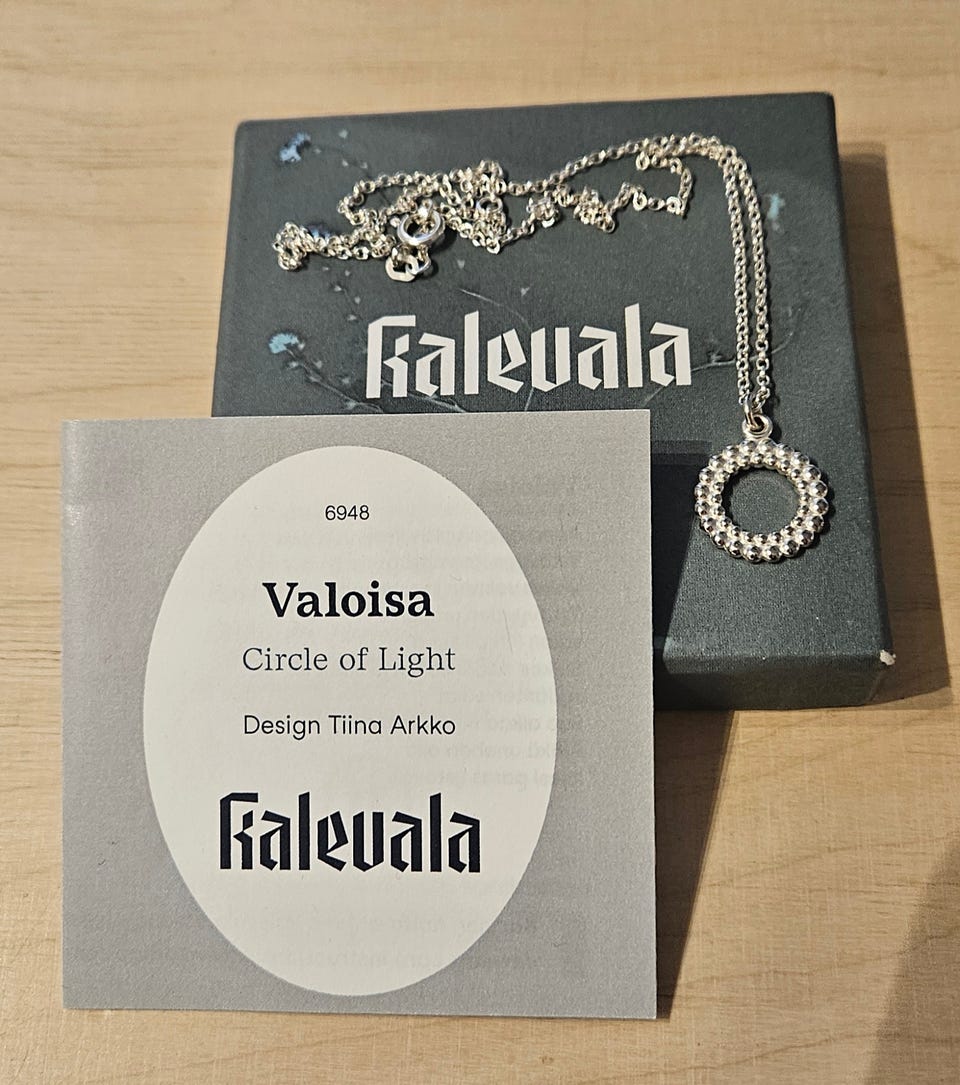 kalevala
6948
Valoisa
Circle of Light
Design Tiina Arkko
kalevala